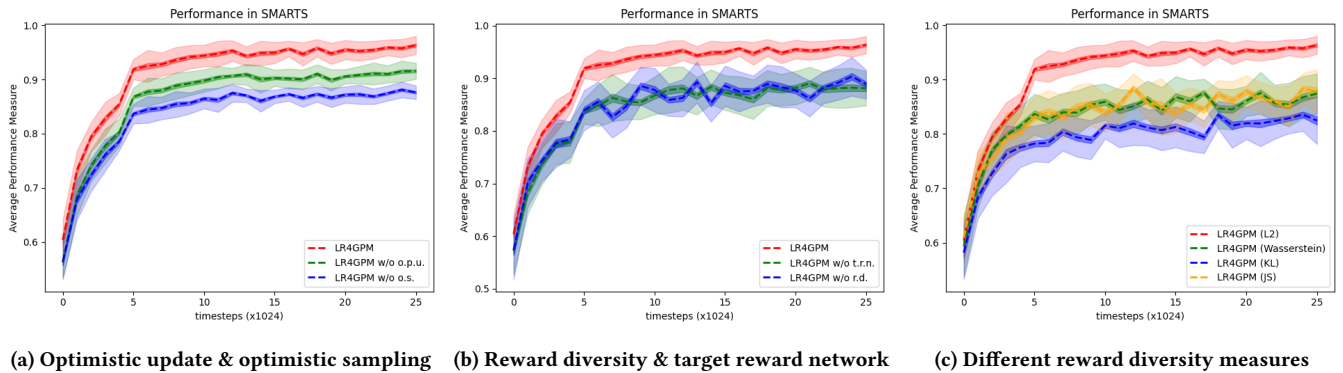 Performance in SMARTS
1.0
0.9
0.8
0.7
0.6
Average Performance Measure
LR4GPM
LR4GPM w/o o.p.u.
LR4GPM w/o o.s.
0 5 10 15 20 25
timesteps (x1024)
(a) Optimistic update & optimistic sampling
Performance in SMARTS
1.0
0.9
0.8
0.7
0.6
0.5
Average Performance Measure
LR4GPM
LR4GPM w/o t.r.n.
LR4GPM w/o r.d.
0 5 10 15 20 25
timesteps (x1024)
(b) Reward diversity & target reward network
Performance in SMARTS
1.0
0.9
0.8
0.7
0.6
Average Performance Measure
LR4GPM (L2)
LR4GPM (Wasserstein)
LR4GPM (KL)
LR4GPM (JS)
0 5 10 15 20 25
timesteps (x1024)
(c) Different reward diversity measures